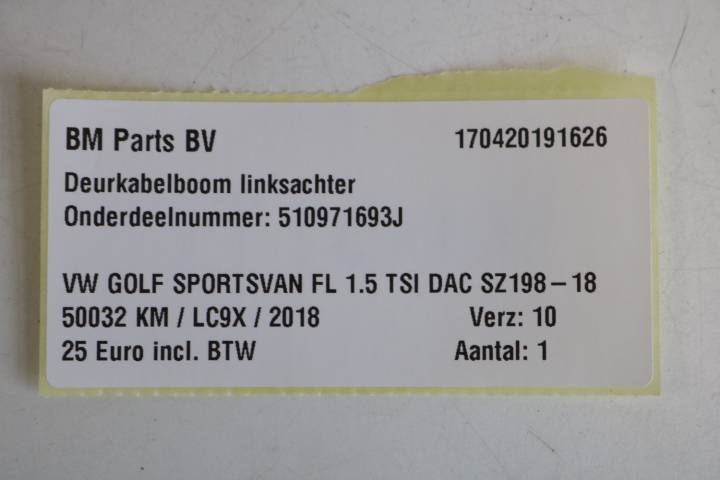 BM Parts BV 170420191626
Deurkabelboom linksachter
Onderdeelnummer: 510971693J
VW GOLF SPORTSVAN FL 1.5 TSI DAC SZ198-18
50032 KM / LC9X / 2018 Verz: 10
25 Euro incl. BTW Aantal: 1